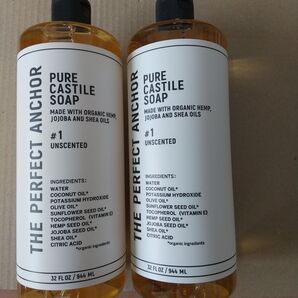 THE PERFECT ANCHOR
PURE
CASTILE
SOAP
MADE WITH ORGANIC HEMP,
JOJOBA AND SHEA OILS
#1
UNSCENTED
INGREDIENTS:
WATER
COCONUT OIL*
POTASSIUM HYDROXIDE
OLIVE OIL*
SUNFLOWER SEED OIL*
TOCOPHEROL (VITAMIN E)
HEMP SEED OIL*
JOJOBA SEED OIL*
SHEA OIL*
CITRIC ACID
*organic ingredients
32 FL OZ / 944 ML
THE PERFECT ANCHOR
PURE
CASTILE
SOAP
MADE WITH ORGANIC HEMP,
JOJOBA AND SHEA OILS
#1
UNSCENTED
INGREDIENTS:
WATER
COCONUT OIL*
POTASSIUM HYDROXIDE
OLIVE OIL*
SUNFLOWER SEED OIL*
TOCOPHEROL (VITAMIN E)
HEMP SEED OIL*
JOJOBA SEED OIL*
SHEA OIL*
CITRIC ACID
*organic ingredients
32 FL OZ / 944 ML